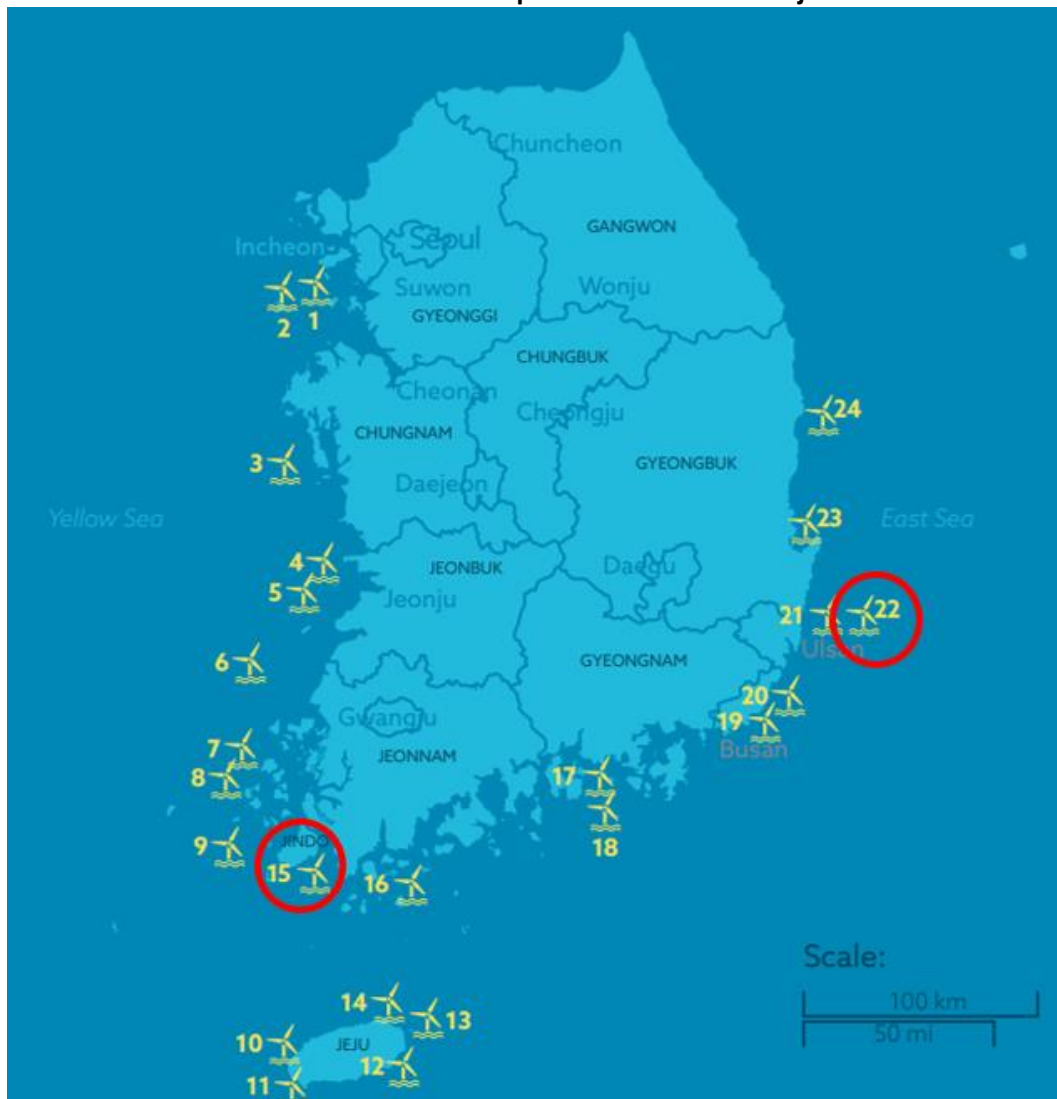 Chuncheon
GANGWON
Incheon
Seoul
Suwon
Wonju
GYEONGGI
2
1
CHUNGBUK
Cheonan
Cheongju
24
CHUNGNAM
3
GYEONGBUK
Daejeon
Yellow Sea
23
East Sea
4
JEONBUK
Daegu
5
Jeonju
21
22
Ulsan
6
GYEONGNAM
20
Gwangju
19
7
JEONNAM
Busan
8
17
9
JINDO
18
15
16
Scale:
100 km
50 mi
14
13
10
JEJU
12
11